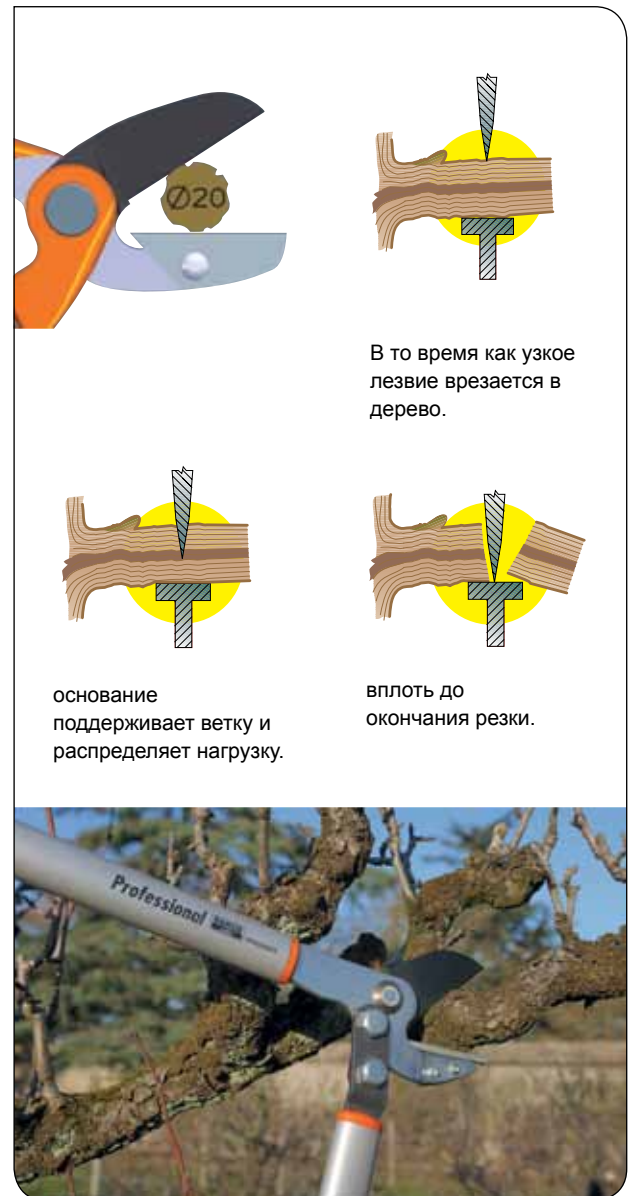 Ø20
В то время как узкое
лезвие врезается в
дерево.
основание
поддерживает ветку и
распределяет нагрузку.
вплоть до
окончания резки.
Professional